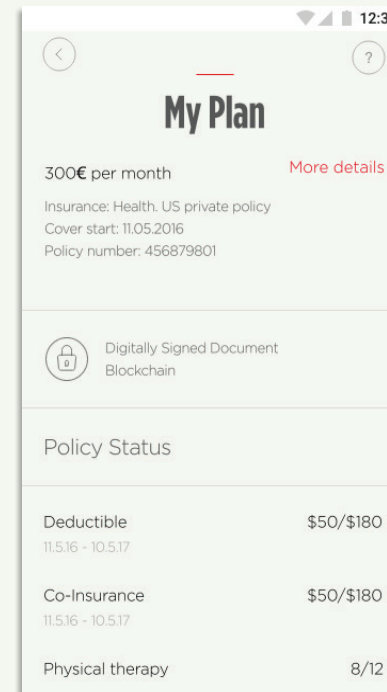 12:3
?
My Plan
300€ per month
More details
Insurance: Health. US private policy
Cover start: 11.05.2016
Policy number: 456879801
Digitally Signed Document
Blockchain
Policy Status
Deductible
$50/$180
11.5.16 - 10.5.17
Co-Insurance
$50/$180
11.5.16 - 10.5.17
Physical therapy
8/12